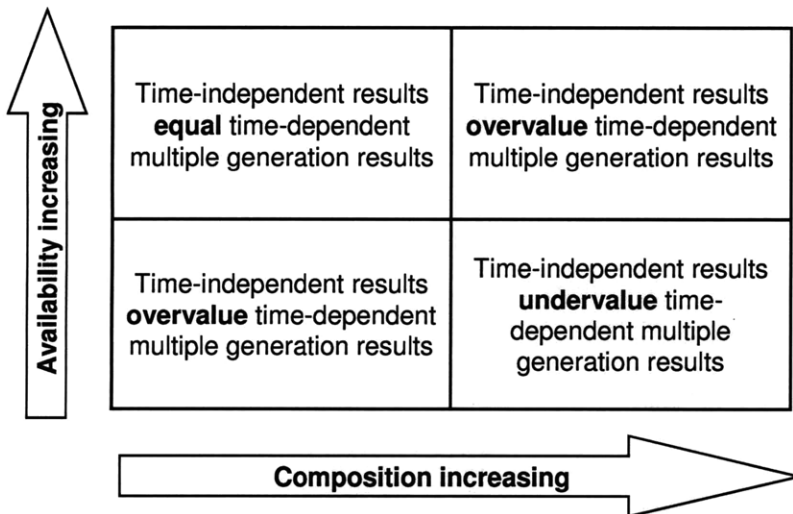 Availability increasing
Time-independent results
equal time-dependent
multiple generation results
Time-independent results
overvalue time-dependent
multiple generation results
Time-independent results
overvalue time-dependent
multiple generation results
Time-independent results
undervalue time-
dependent multiple
generation results
Composition increasing